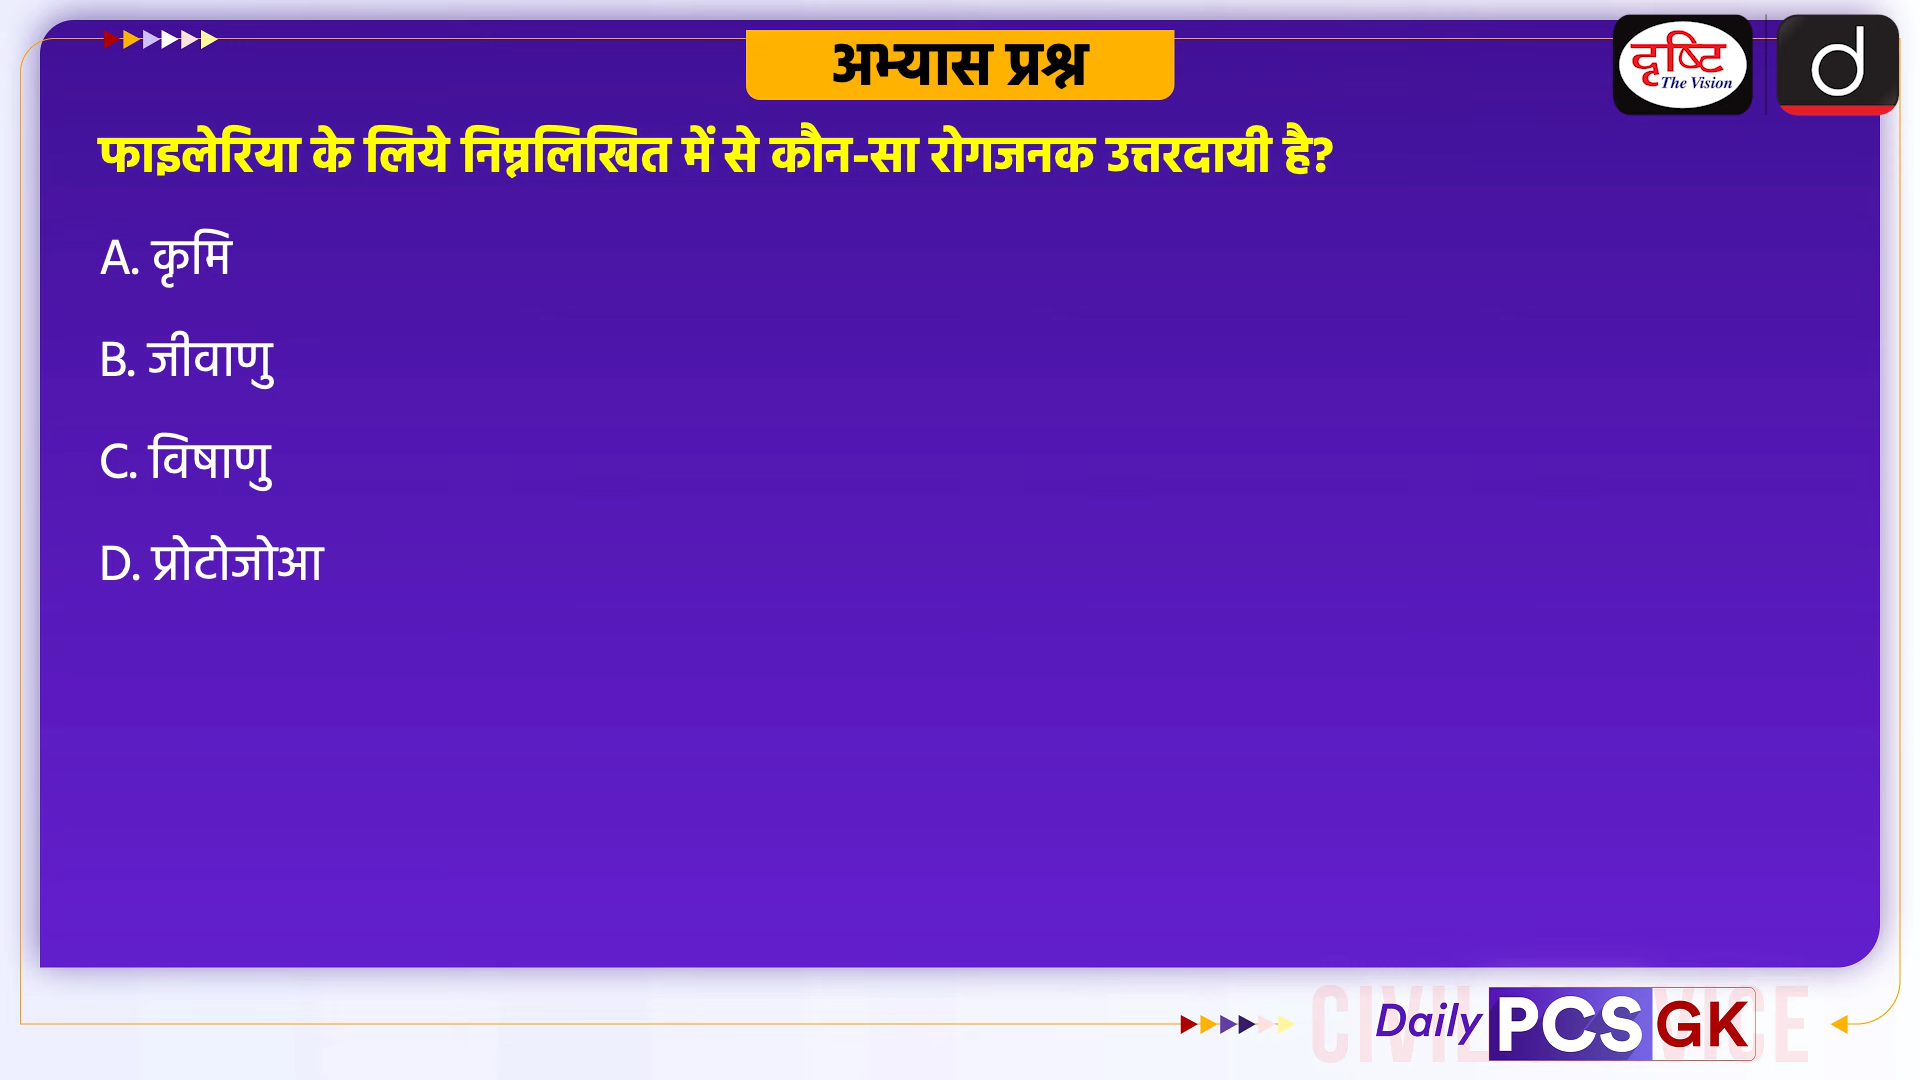 अभ्यास प्रश्न
दृष्टि
The Vision
d
फाइलेरिया के लिये निम्नलिखित में से कौन-सा रोगजनक उत्तरदायी है?
A. कृमि
B. जीवाणु
C. विषाणु
D. प्रोटोजोआ
Daily PCS GK